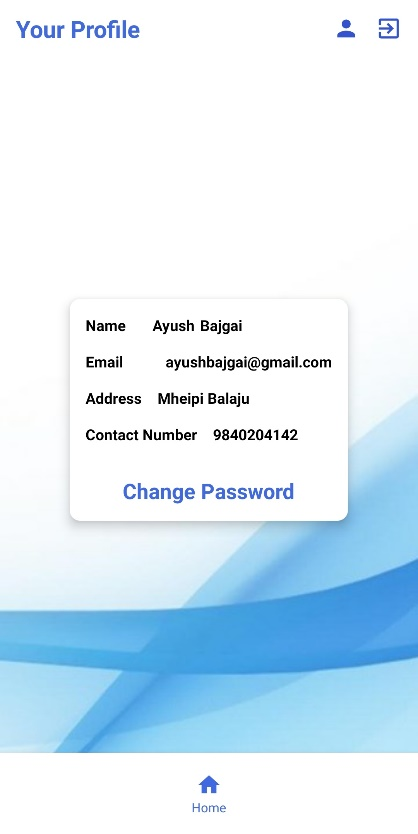 Your Profile
Name Ayush Bajgai
Email ayushbajgai@gmail.com
Address Mheipi Balaju
Contact Number 9840204142
Change Password
Home